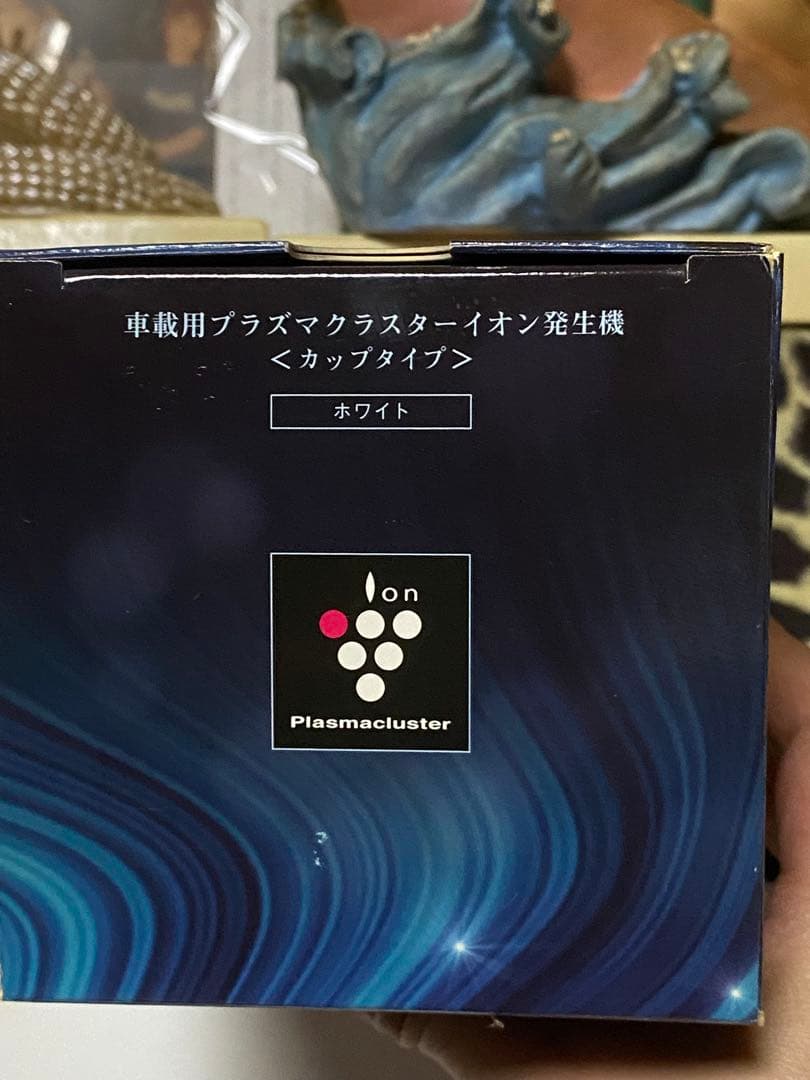 車載用プラズマクラスターイオン発生機
＜カップタイプ＞
ホワイト
Ion
Plasmacluster